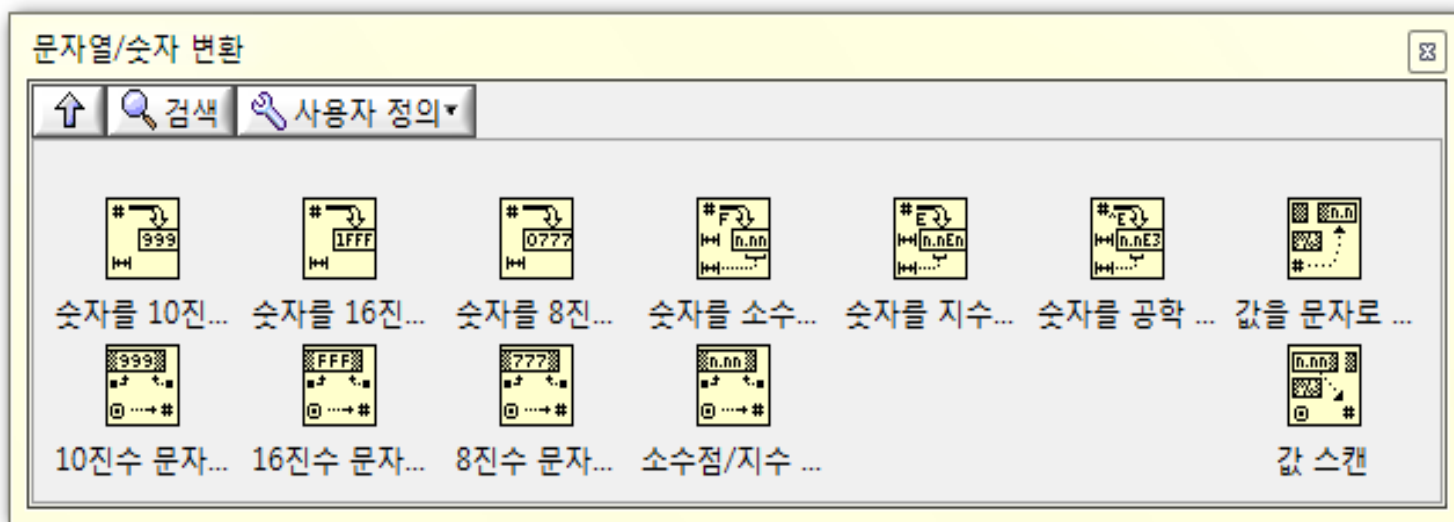 문자열/숫자 변환
검색 사용자 정의
# 999 # 1FFF # 0777 # F n.nn # E n.nEn # ^E n.nE3 n.n % #
숫자를 10진... 숫자를 16진... 숫자를 8진... 숫자를 소수... 숫자를 지수... 숫자를 공학 ... 값을 문자로 ...
999 # FFF # 777 # n.nn # n.nn % #
10진수 문자... 16진수 문자... 8진수 문자... 소수점/지수 ... 값 스캔